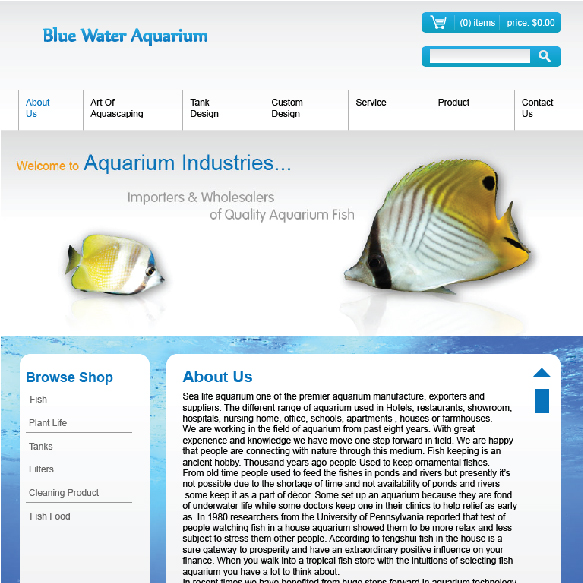 Blue Water Aquarium
(0) items price: $0.00
About
Us
Art Of
Aquascaping
Tank
Design
Custom
Design
Service
Product
Contact
Us
Welcome to Aquarium Industries...
Importers & Wholesalers
of Quality Aquarium Fish
Browse Shop
Fish
Plant Life
Tanks
Filters
Cleaning Product
Fish Food
About Us
Sea life aquarium one of the premier aquarium manufacture, exporters and
suppliers. The different range of aquarium used in Hotels, restaurants, showroom,
hospitals, nursing home, office, schools, apartments , houses or farmhouses.
We are working in the field of aquarium from past eight years. With great
experience and knowledge we have move one step forward in field. We are happy
that people are connecting with nature through this medium. Fish keeping is an
ancient hobby. Thousand years ago people Used to keep ornamental fishes.
From old time people used to feed the fishes in ponds and rivers but presently it's
not possible due to the shortage of time and not availability of ponds and rivers
some keep it as a part of décor. Some set up an aquarium because they are fond
of underwater life while some doctors keep one in their clinics to help relief as early
as. In 1980 researchers from the University of Pennsylvania reported that test of
people watching fish in a house aquarium showed them to be more relax and less
subject to stress them other people. According to fengshui fish in the house is a
sure gateway to prosperity and have an extraordinary positive influence on your
finance. When you walk into a tropical fish store with the intuitions of selecting fish
aquarium you have a lot to think about.
In recent times we have benefited from huge steps forward in aquarium technology